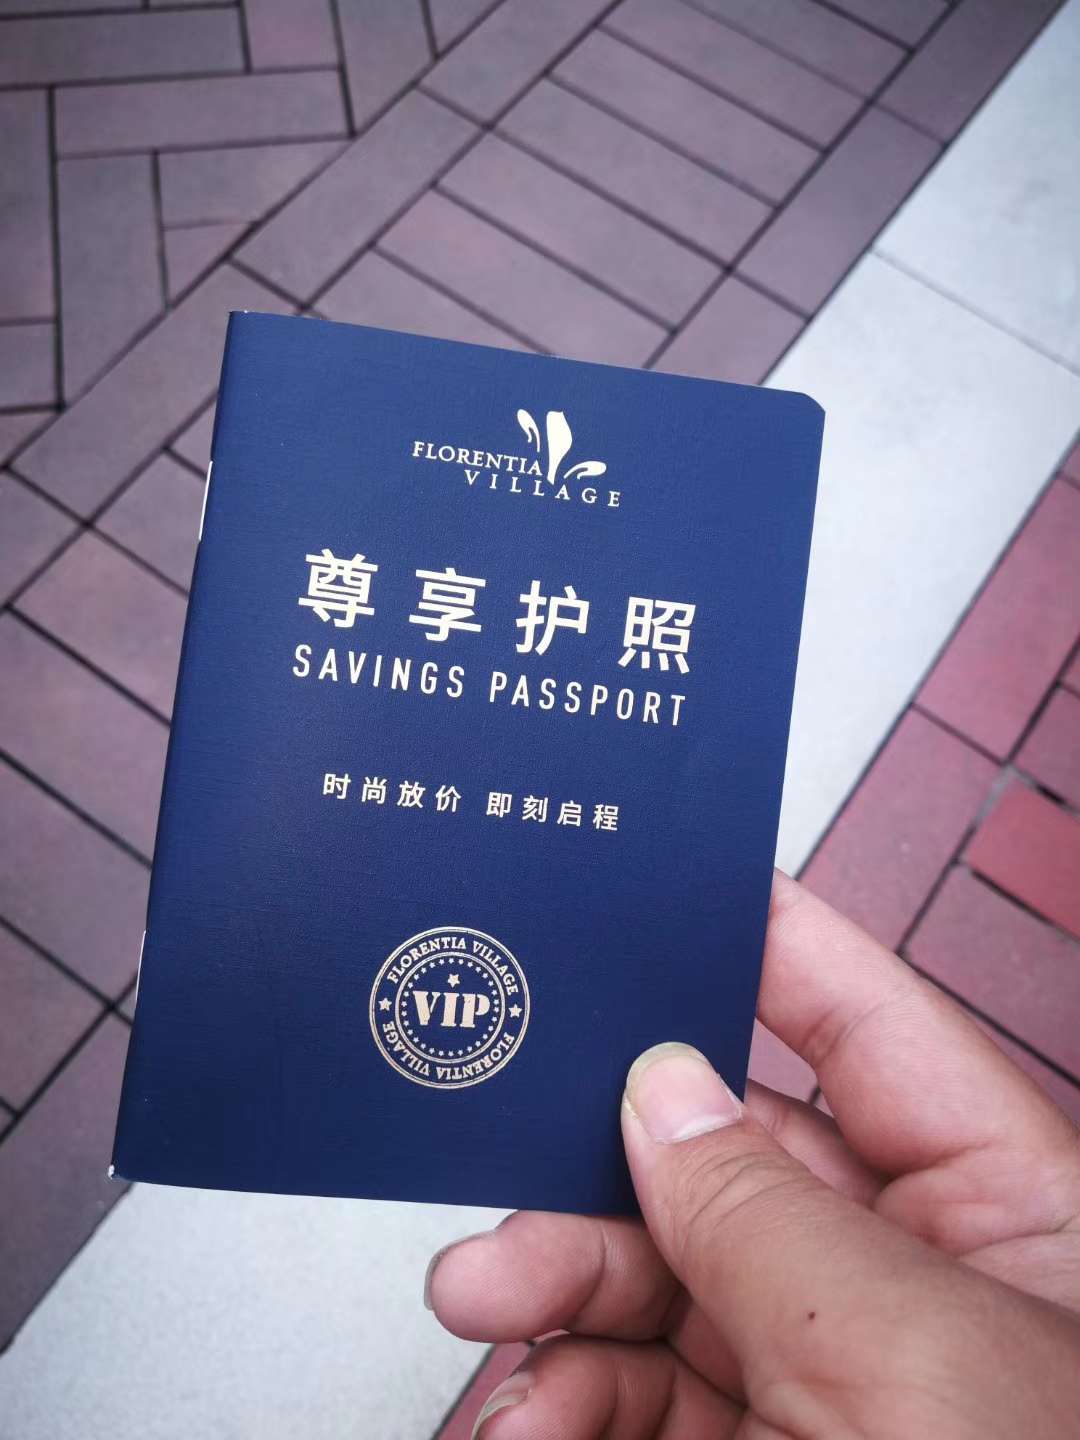 FLORENTIA
VILLAGE
尊享护照
SAVINGS PASSPORT
时尚放价 即刻启程
FLORENTIA VILLAGE
VIP
FLORENTIA VILLAGE